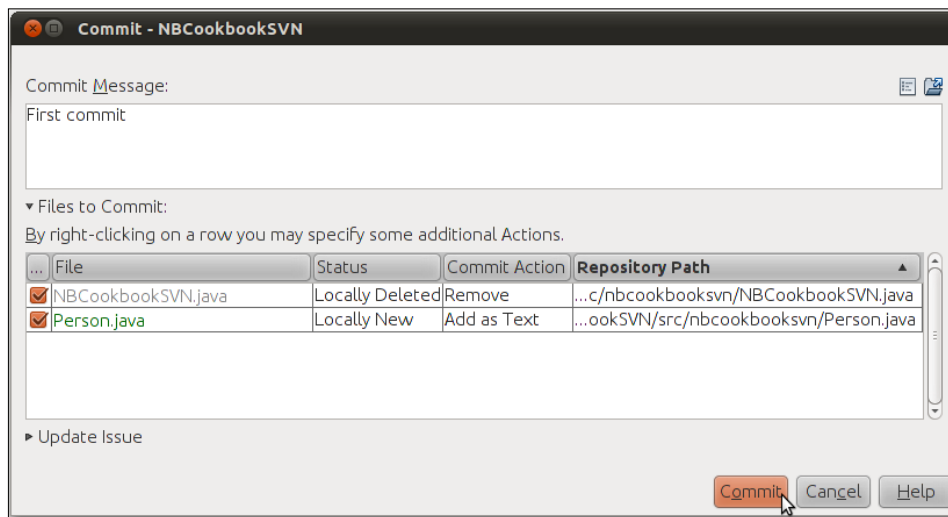 Commit - NBCookbookSVN
Commit Message:
First commit
Files to Commit:
By right-clicking on a row you may specify some additional Actions.
... File Status Commit Action Repository Path
NBCookbookSVN.java Locally Deleted Remove ...c/nbcookbooksvn/NBCookbookSVN.java
Person.java Locally New Add as Text ...ookSVN/src/nbcookbooksvn/Person.java
Update Issue
Commit Cancel Help